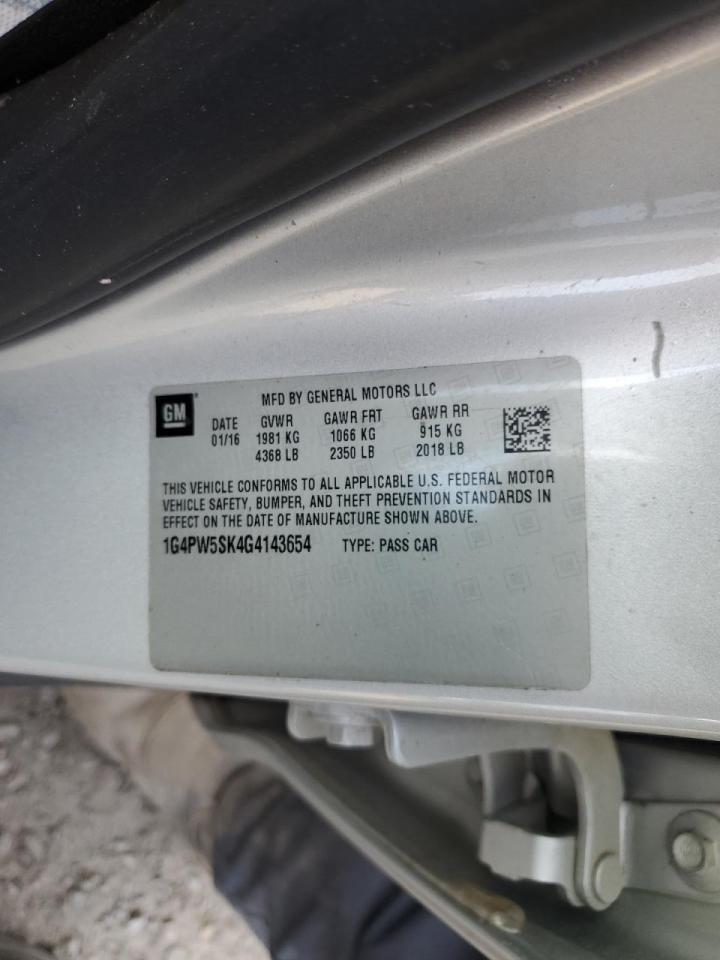 GM
MFD BY GENERAL MOTORS LLC
DATE GVWR GAWR FRT GAWR RR
01/16 1981 KG 1066 KG 915 KG
4368 LB 2350 LB 2018 LB
THIS VEHICLE CONFORMS TO ALL APPLICABLE U.S. FEDERAL MOTOR
VEHICLE SAFETY, BUMPER, AND THEFT PREVENTION STANDARDS IN
EFFECT ON THE DATE OF MANUFACTURE SHOWN ABOVE.
1G4PW5SK4G4143654 TYPE: PASS CAR